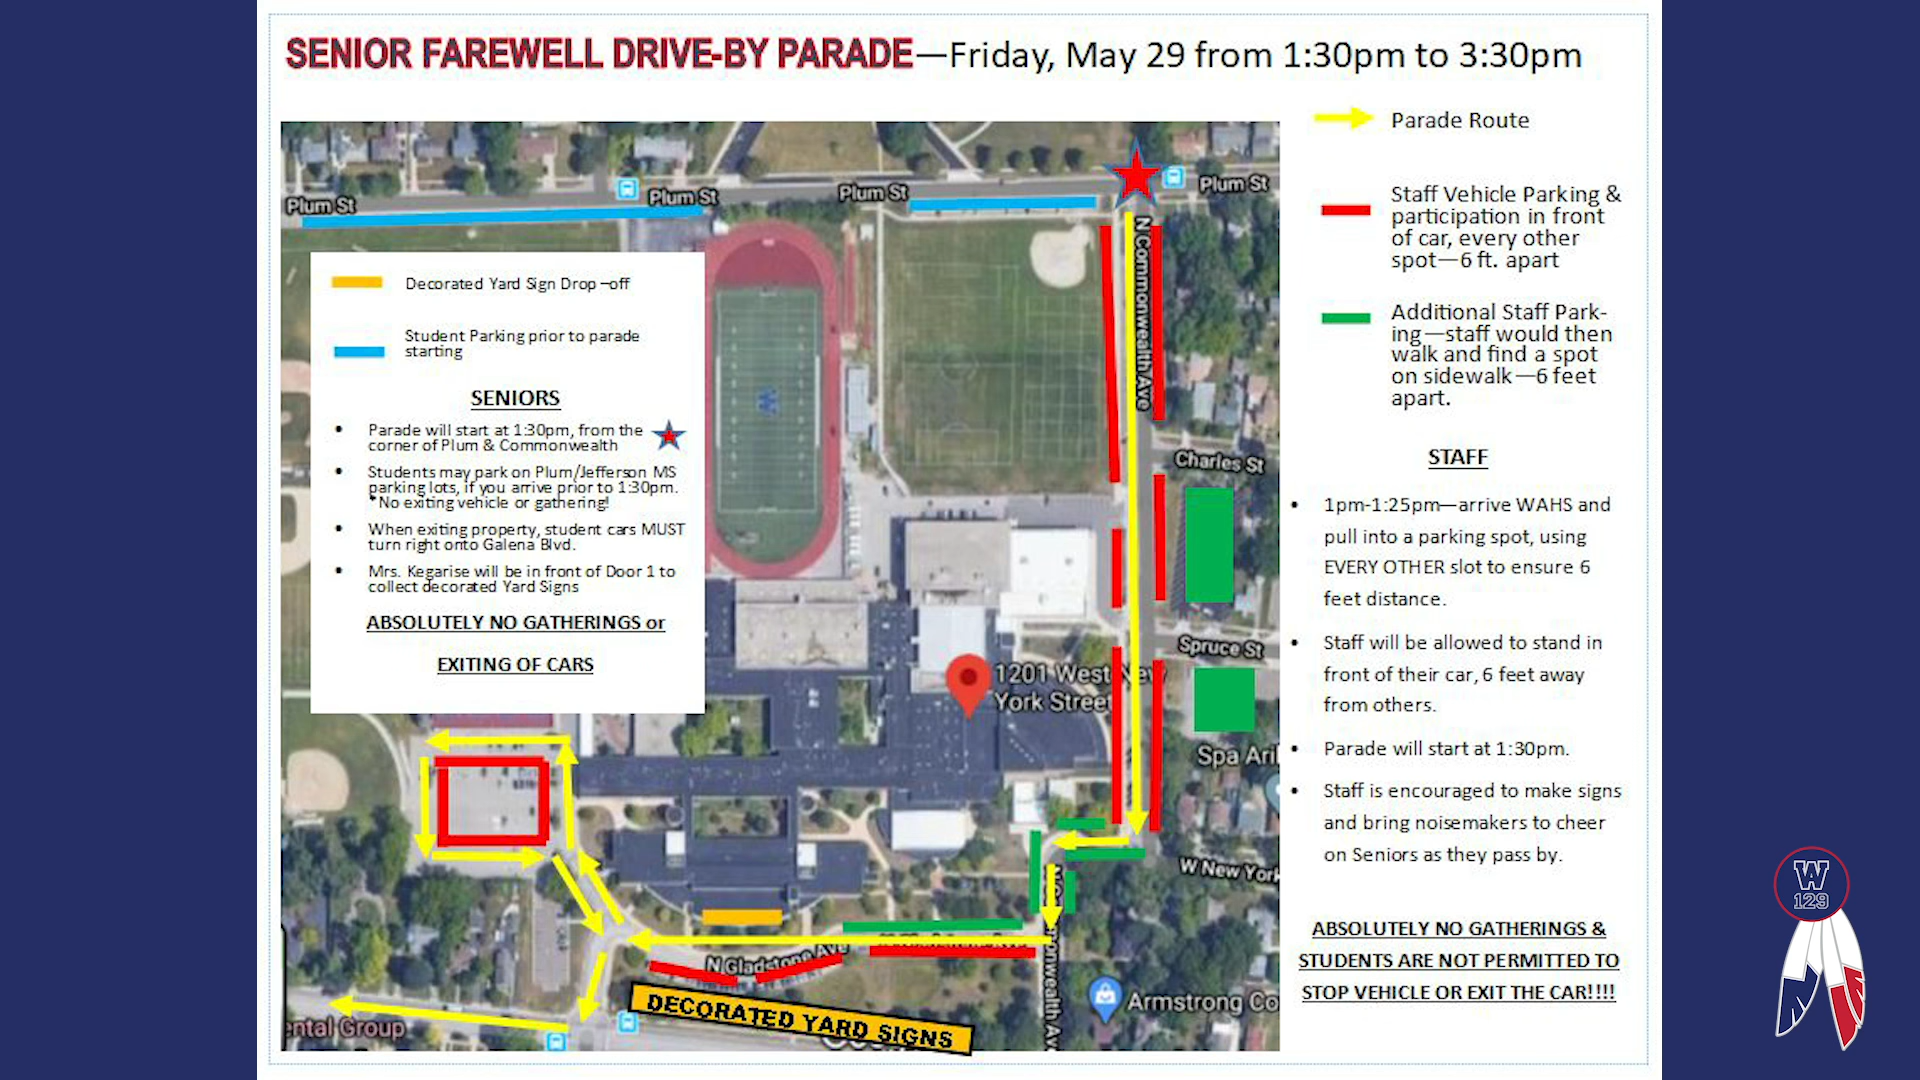 SENIOR FAREWELL DRIVE-BY PARADE—Friday, May 29 from 1:30pm to 3:30pm
Parade Route
Staff Vehicle Parking &
participation in front
of car, every other
spot—6 ft. apart
Additional Staff Park-
ing—staff would then
walk and find a spot
on sidewalk—6 feet
apart.
STAFF
• 1pm-1:25pm—arrive WAHS and
pull into a parking spot, using
EVERY OTHER slot to ensure 6
feet distance.
• Staff will be allowed to stand in
front of their car, 6 feet away
from others.
• Parade will start at 1:30pm.
• Staff is encouraged to make signs
and bring noisemakers to cheer
on Seniors as they pass by.
ABSOLUTELY NO GATHERINGS &
STUDENTS ARE NOT PERMITTED TO
STOP VEHICLE OR EXIT THE CAR!!!!
Plum St
Plum St
Plum St
Plum St
Decorated Yard Sign Drop –off
Student Parking prior to parade
starting
SENIORS
• Parade will start at 1:30pm, from the
corner of Plum & Commonwealth
• Students may park on Plum/Jefferson MS
parking lots, if you arrive prior to 1:30pm.
*No exiting vehicle or gathering!
• When exiting property, student cars MUST
turn right onto Galena Blvd.
• Mrs. Kegarise will be in front of Door 1 to
collect decorated Yard Signs
ABSOLUTELY NO GATHERINGS or
EXITING OF CARS
N Commonwealth Ave
W
Charles St
Spruce St
1201 West New
York Street
Spa Aril
W New York
N Gladstone Ave
onwealth Av
DECORATED YARD SIGNS
Armstrong Co
ental Group
W
129